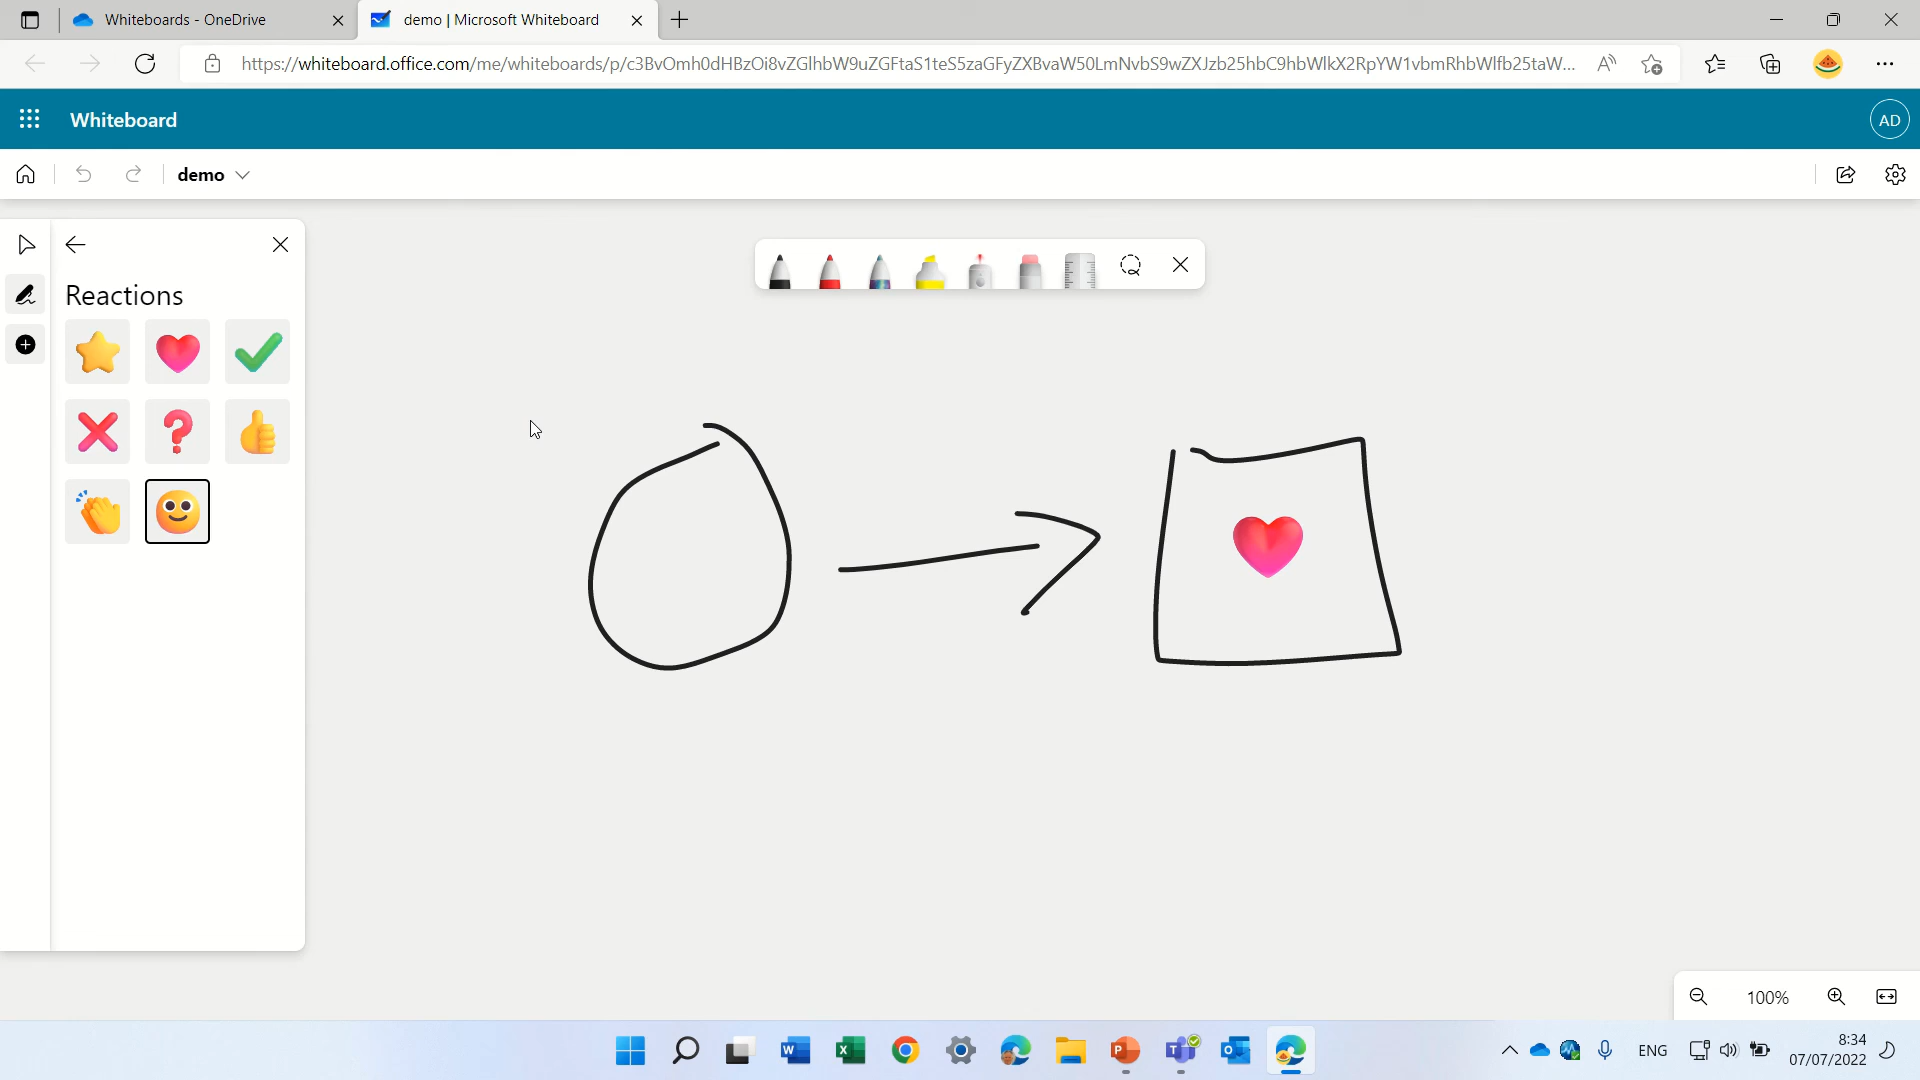 Whiteboards - OneDrive
demo | Microsoft Whiteboard
https://whiteboard.office.com/me/whiteboards/p/c3BvOmh0dHBzOi8vZGlhbW9uZGFtaS1teS5zaGFyZXBvaW50LmNvbS9wZXJzb25hbC9hbWlkX2RpYW1vbmRhbWlfb25taW...
Whiteboard
AD
demo
Reactions
100%
ENG
8:34
07/07/2022